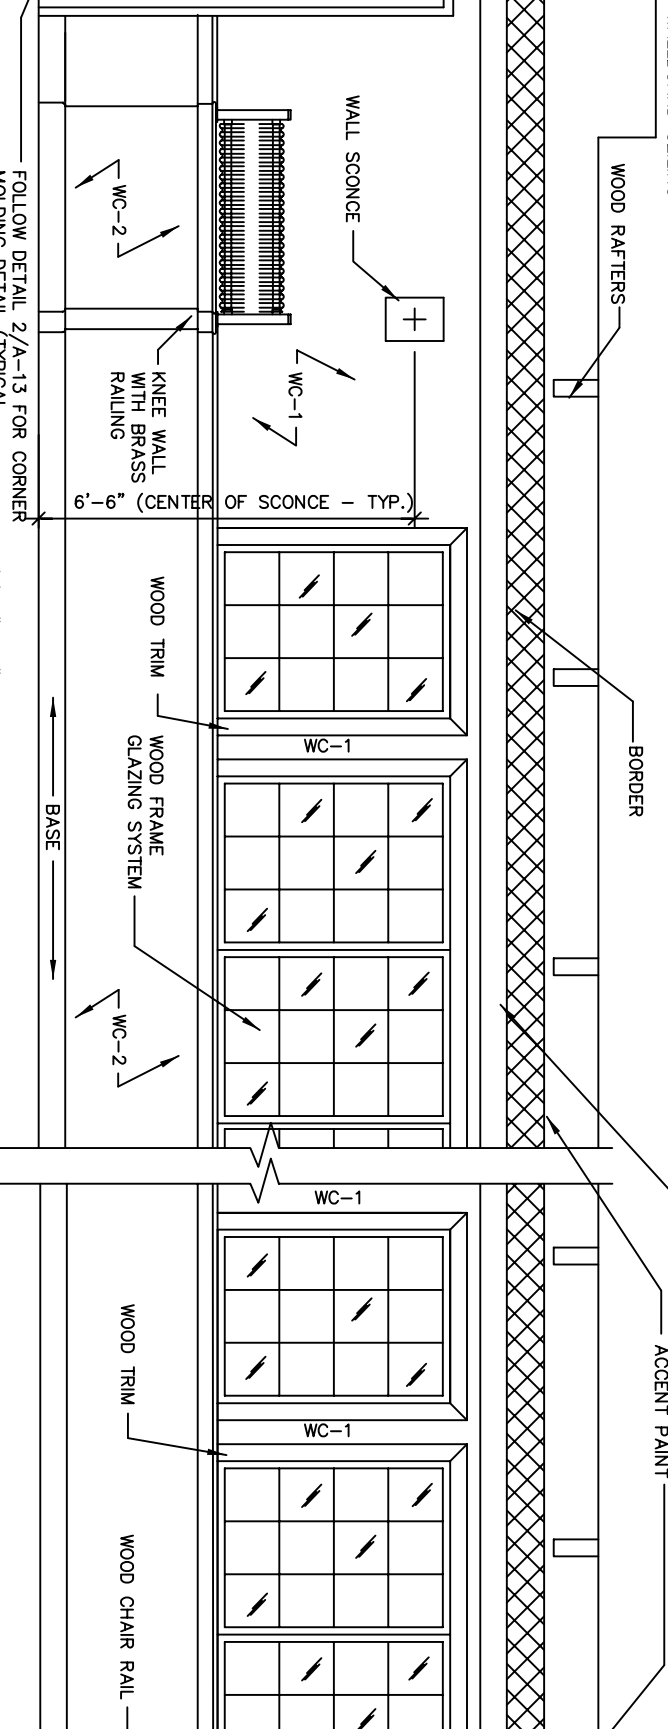 WOOD RAFTERS
WALL SCONCE
WC-2
FOLLOW DETAIL 2/A-13 FOR CORNER
KNEE WALL
WITH BRASS
RAILING
WC-1
6'-6" (CENTER OF SCONCE - TYP.)
WOOD TRIM
BORDER
WC-1
WOOD FRAME
GLAZING SYSTEM
BASE
WC-2
WC-1
ACCENT PAINT
WOOD TRIM
WC-1
WOOD CHAIR RAIL